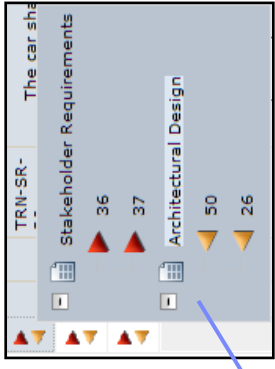 TRN-SR-
The car sha
Stakeholder Requirements
36
37
Architectural Design
50
26